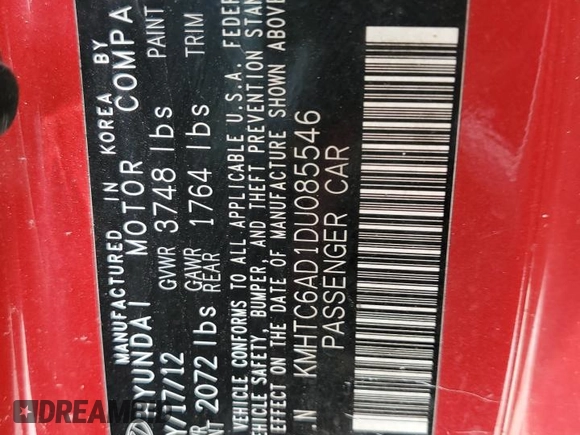 MANUFACTURED IN KOREA BY
HYUNDAI MOTOR COMPA
/17/12 GVWR 3748 lbs PAINT
GAWR
2072 lbs REAR 1764 lbs TRIM
VEHICLE CONFORMS TO ALL APPLICABLE U.S.A. FEDER
VEHICLE SAFETY, BUMPER, AND THEFT PREVENTION STAN
EFFECT ON THE DATE OF MANUFACTURE SHOWN ABOVE
.N KMHTC6AD1DU085546
PASSENGER CAR
DREAMBID